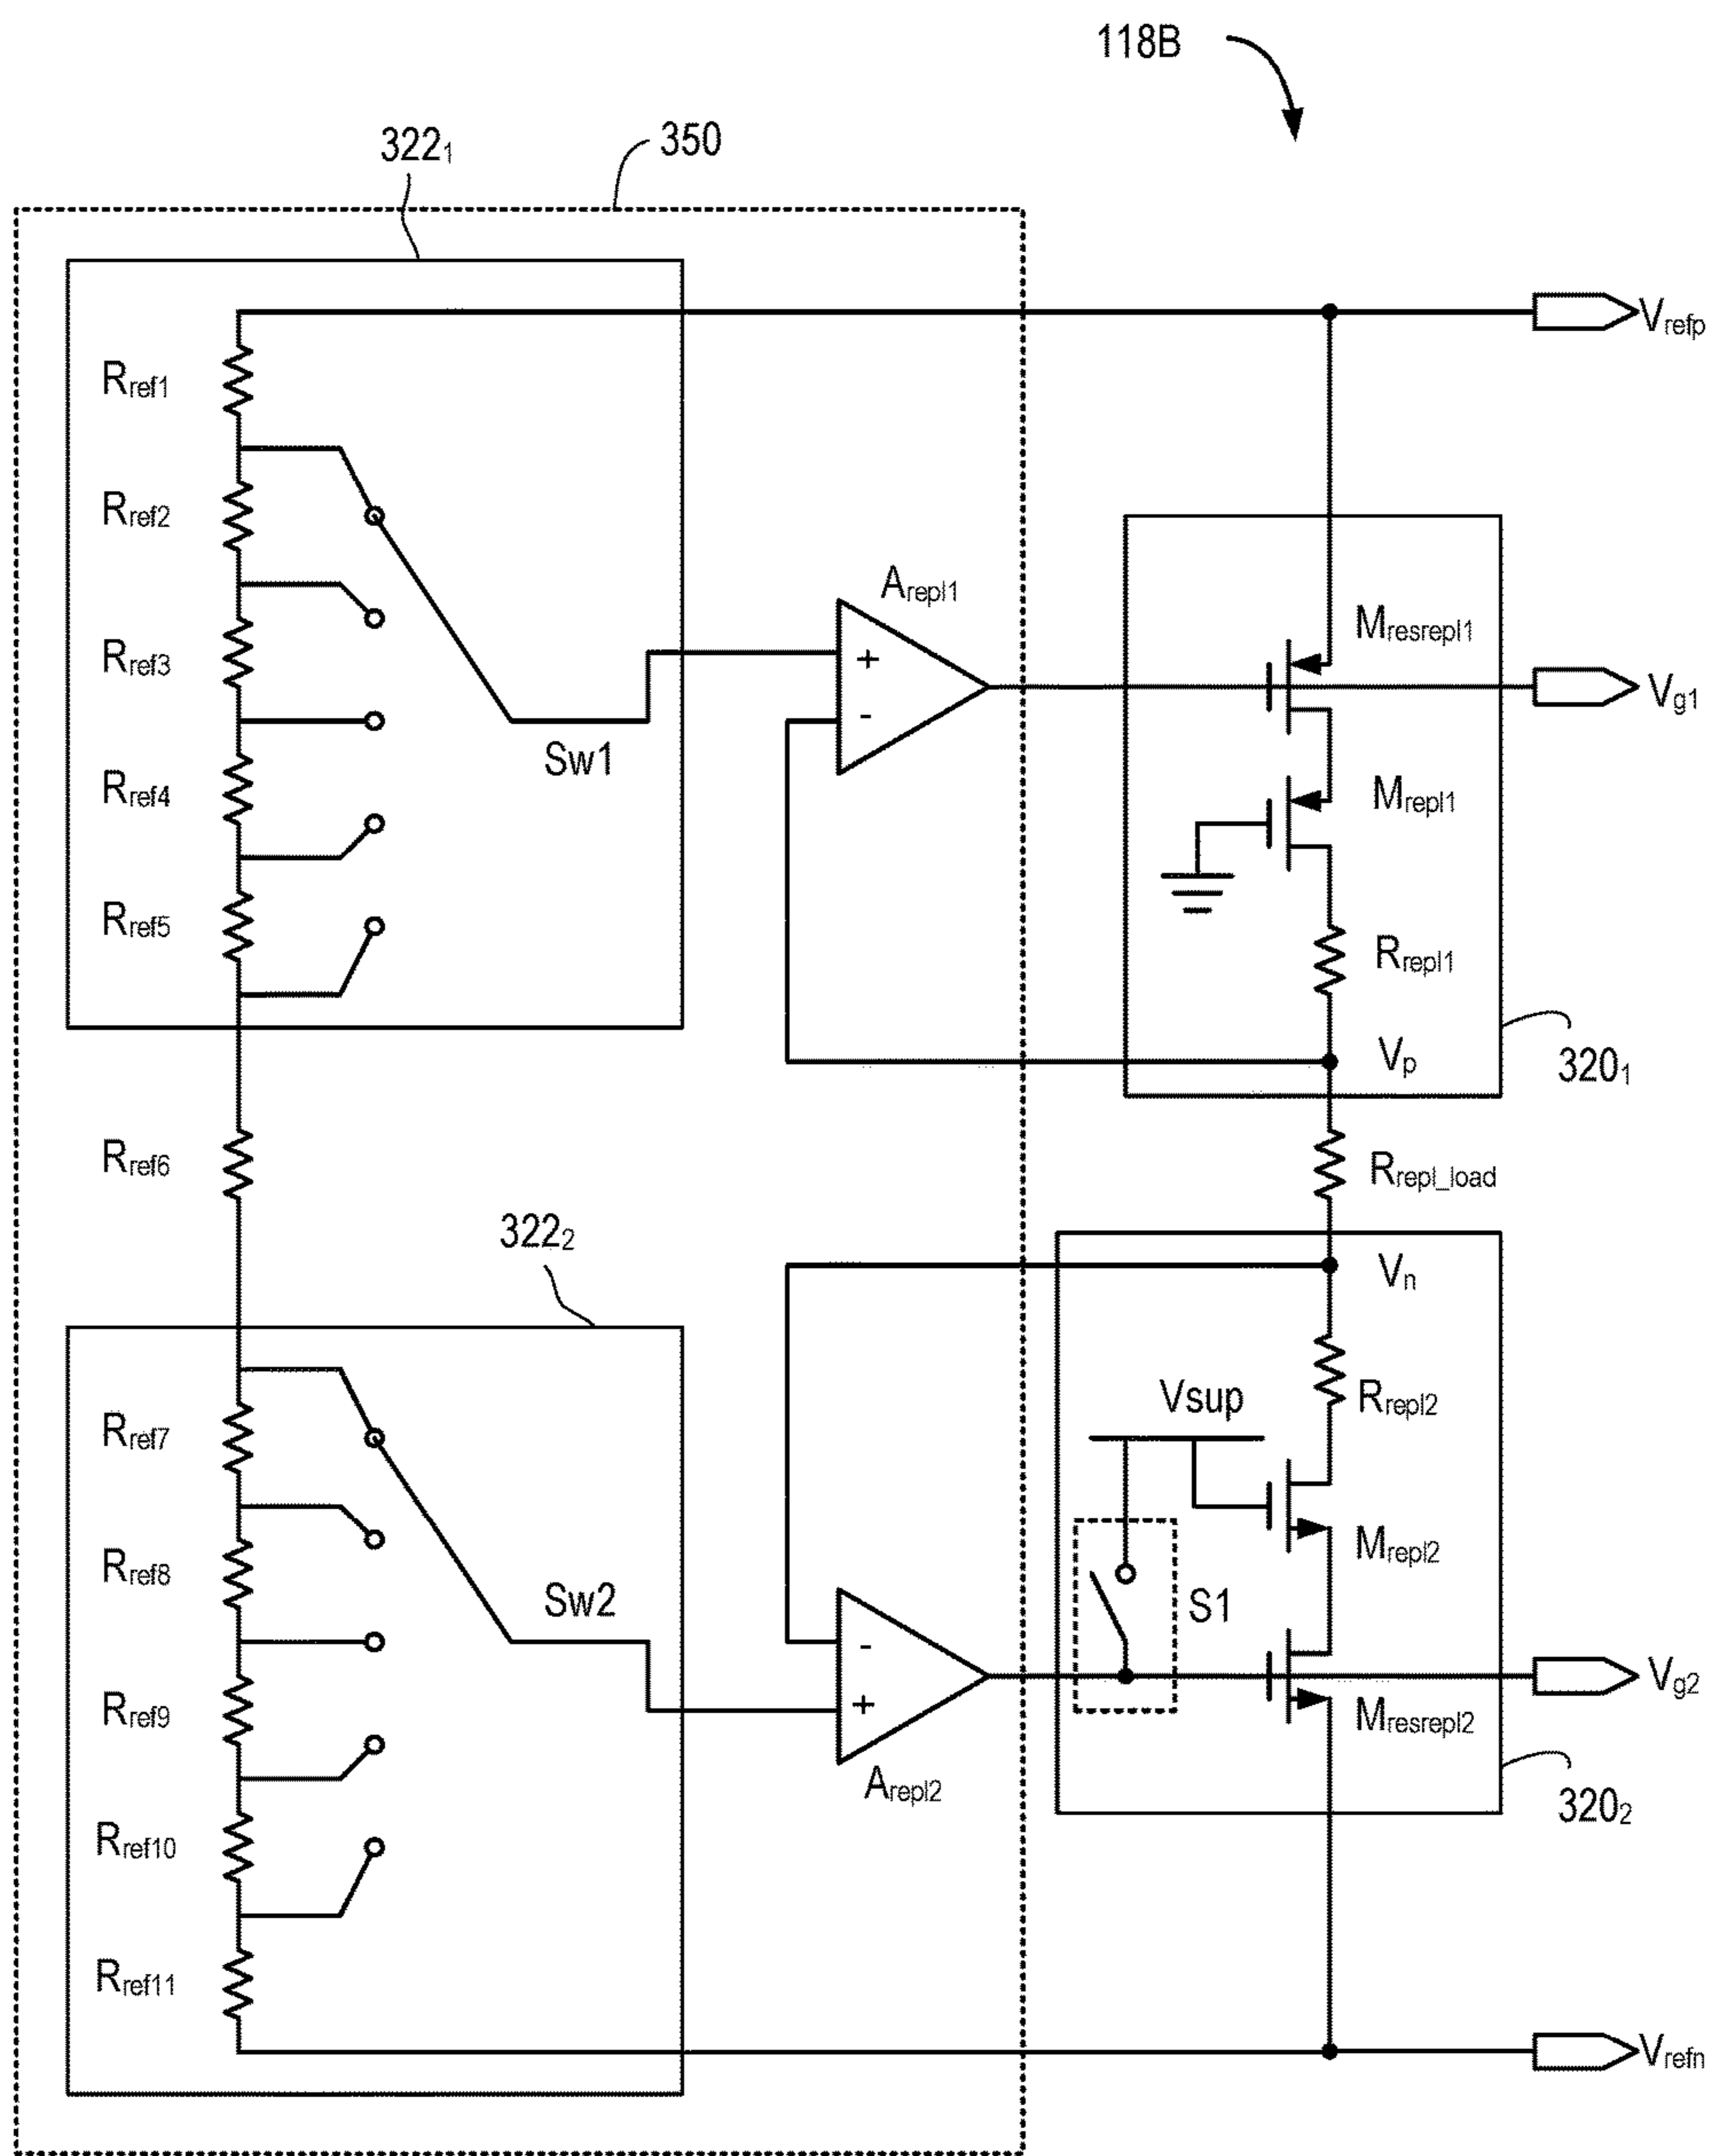 118B
322₁
350
Rref1
Vrefp
Rref2
Arepl1
Mresrepl1
Rref3
+
Vg1
-
Sw1
Rref4
Mrepl1
Rref5
Rrepl1
Vp
320₁
Rref6
Rrepl_load
322₂
Vn
Vsup
Rrepl2
Rref7
Mrepl2
Rref8
Sw2
S1
-
Vg2
Rref9
+
Mresrepl2
Arepl2
320₂
Rref10
Rref11
Vrefn